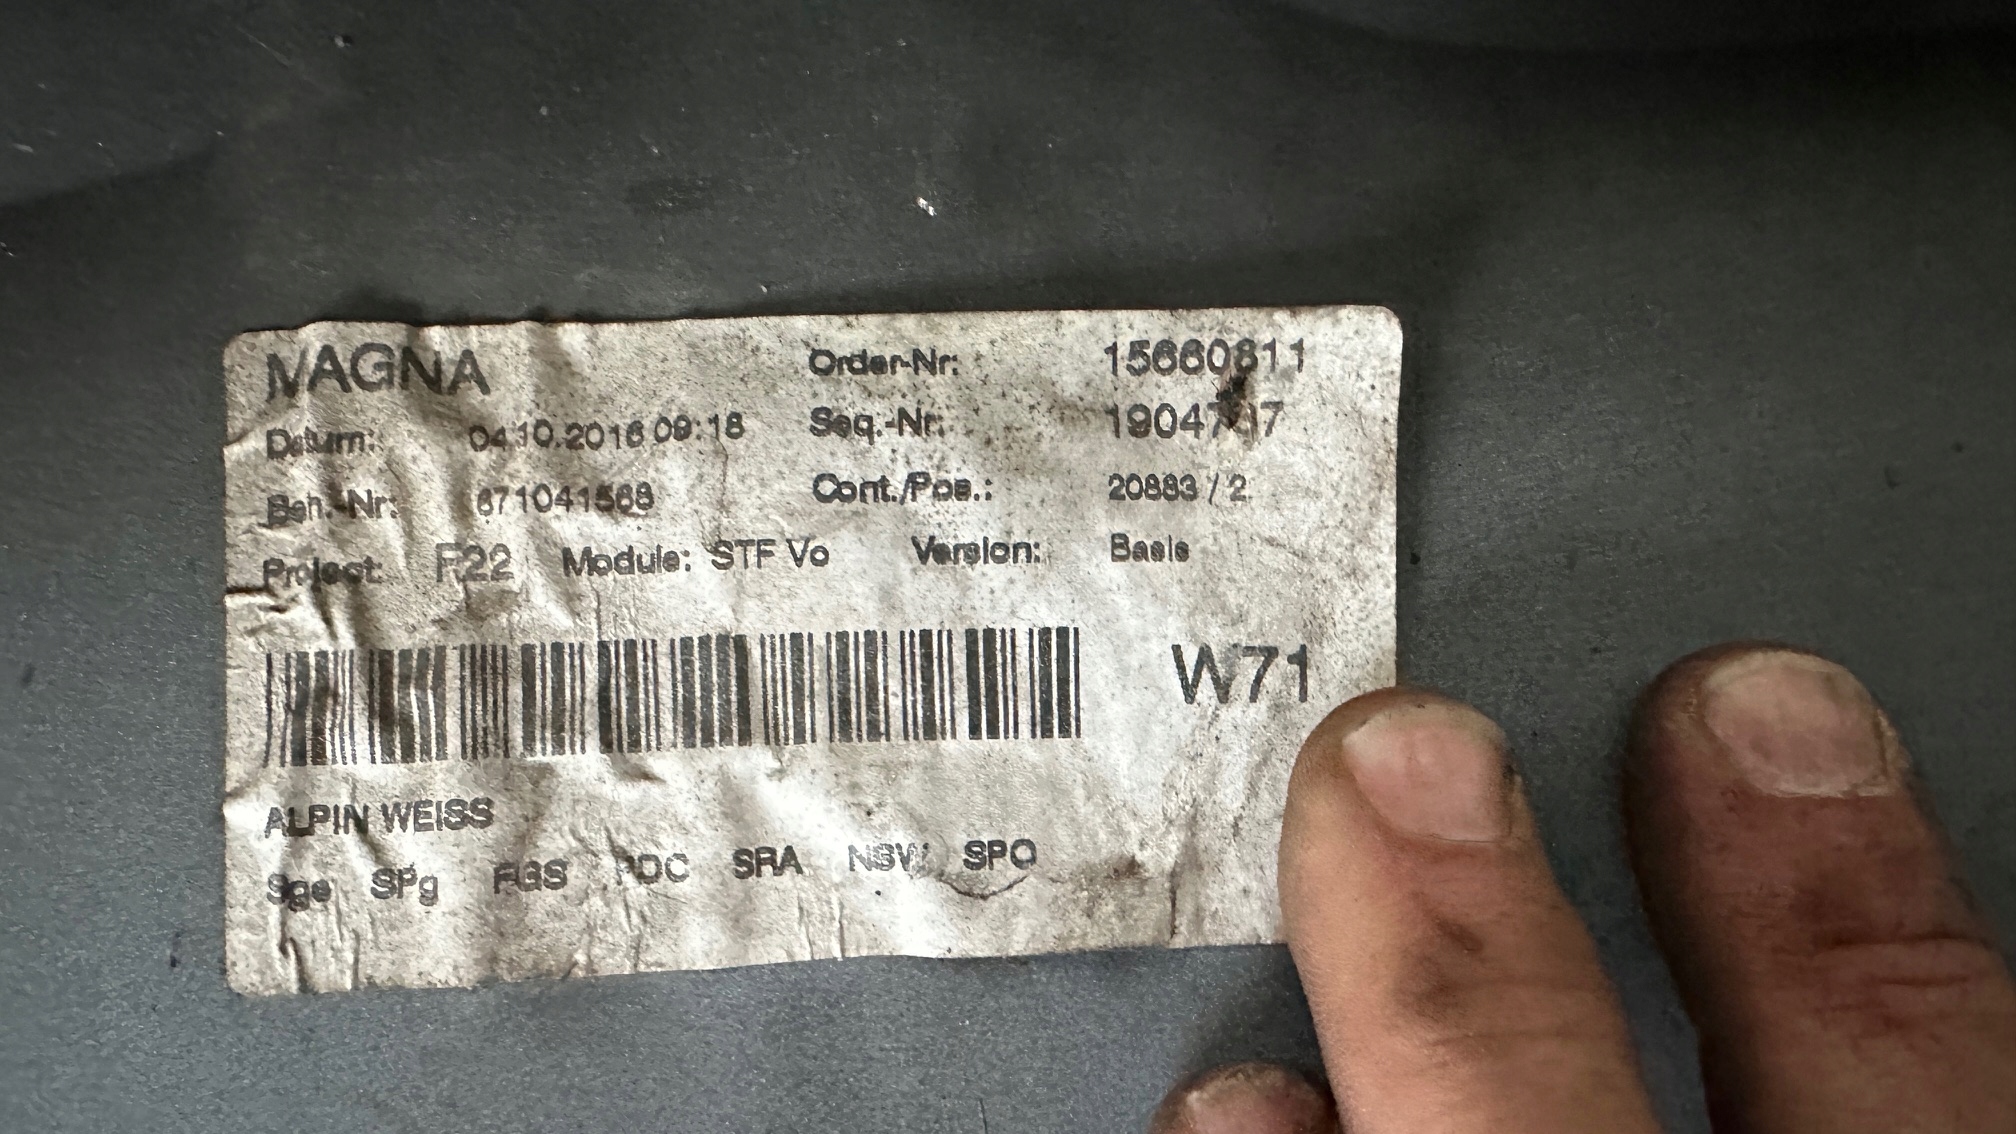 MAGNA Order-Nr: 15660811
Datum: 04.10.2016 09:18 Seq.-Nr:
Beh.-Nr: 671041568 Cont./Pos.: 20883 / 2
Project: F22 Module: STF Vo Version: Basis
W71
ALPIN WEISS
Sge SPg FGS PDC SRA NSW SPO